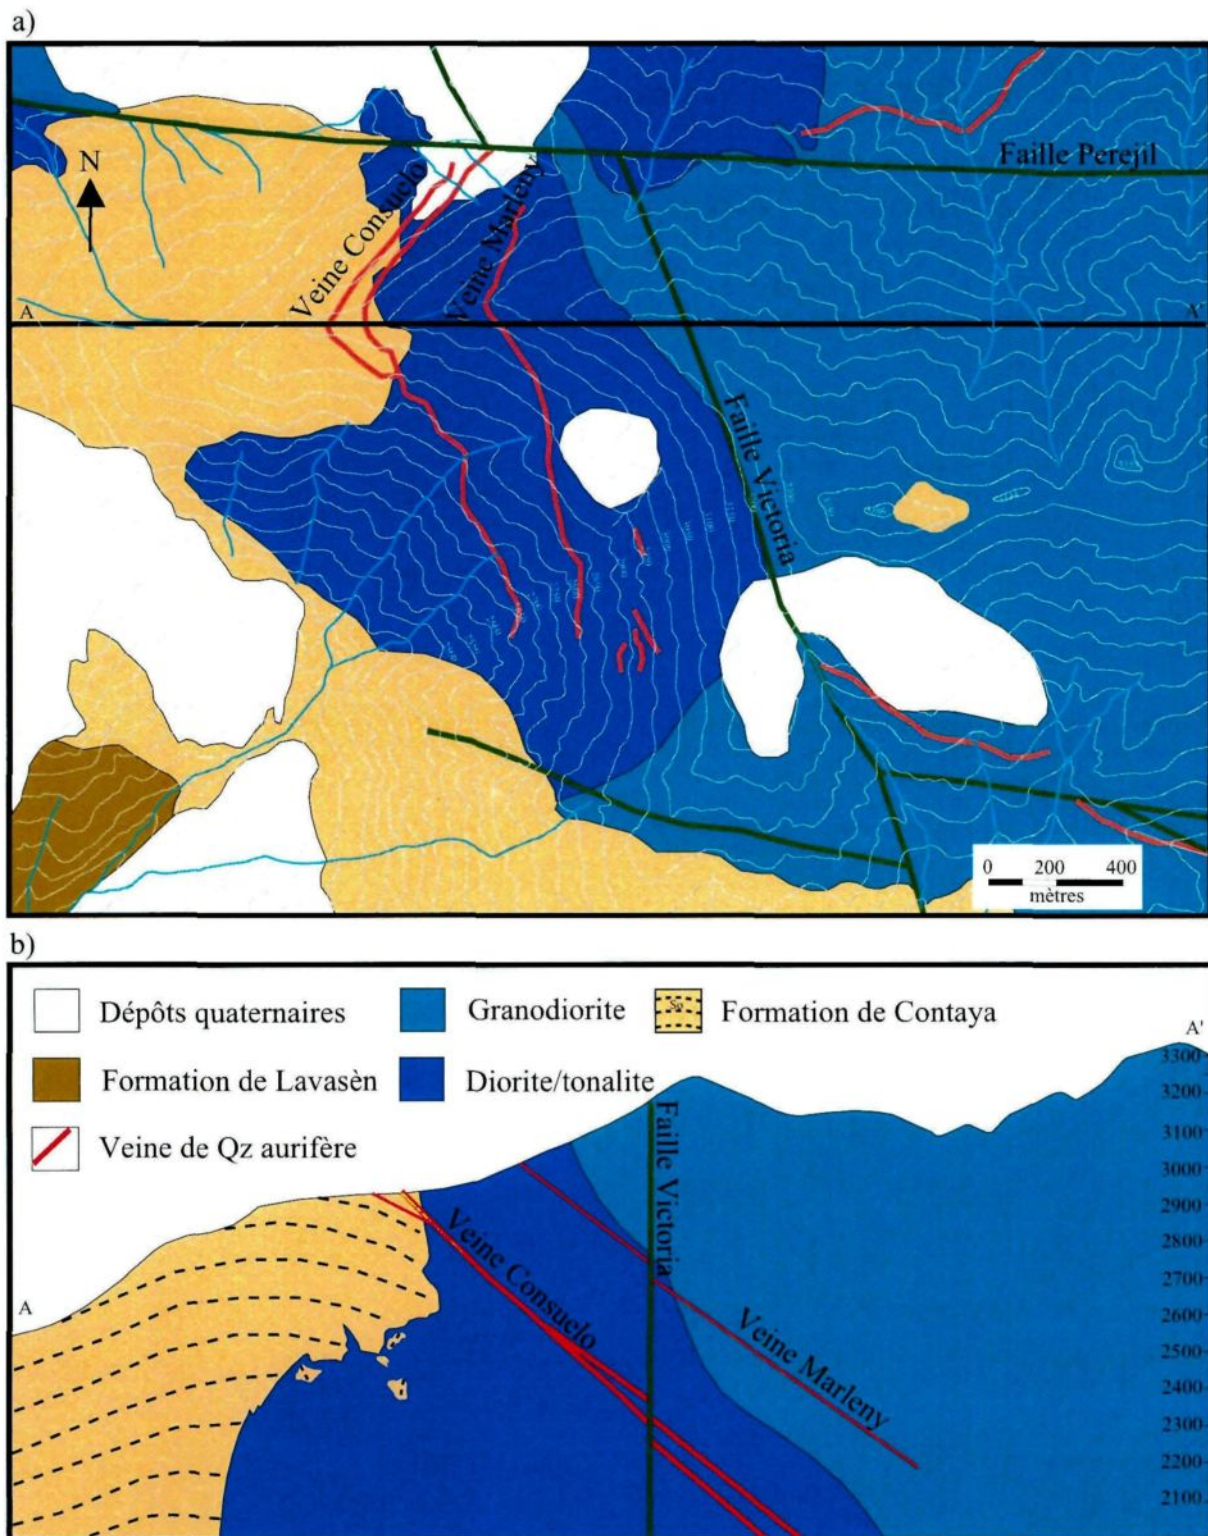 a)
N
Faille Perejil
Veine Consuelo
Veine Marleny
A
A'
Faille Victoria
0 200 400
mètres
b)
Dépôts quaternaires
Granodiorite
So
Formation de Contaya
A'
Formation de Lavasèn
Diorite/tonalite
Veine de Qz aurifère
3300
3200
3100
3000
2900
2800
2700
2600
2500
2400
2300
2200
2100
Faille Victoria
Veine Consuelo
Veine Marleny
A